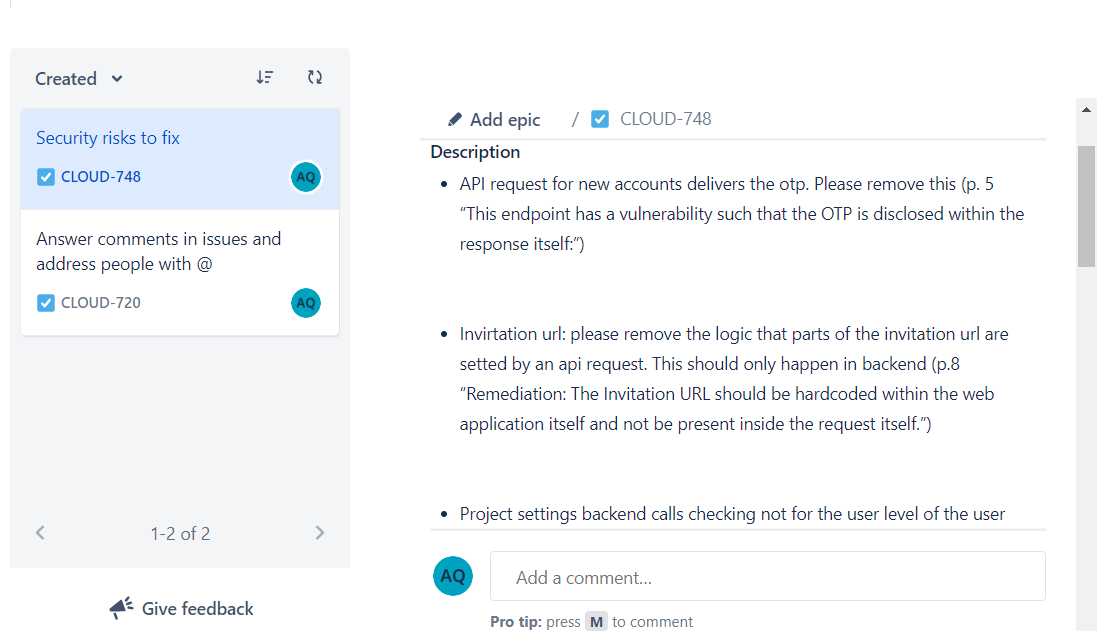 Created
Security risks to fix
CLOUD-748
AQ
Answer comments in issues and
address people with @
CLOUD-720
AQ
1-2 of 2
Give feedback
Add epic / CLOUD-748
Description
• API request for new accounts delivers the otp. Please remove this (p. 5
“This endpoint has a vulnerability such that the OTP is disclosed within the
response itself:”)
• Invirtation url: please remove the logic that parts of the invitation url are
setted by an api request. This should only happen in backend (p.8
“Remediation: The Invitation URL should be hardcoded within the web
application itself and not be present inside the request itself.”)
• Project settings backend calls checking not for the user level of the user
AQ
Add a comment...
Pro tip: press M to comment